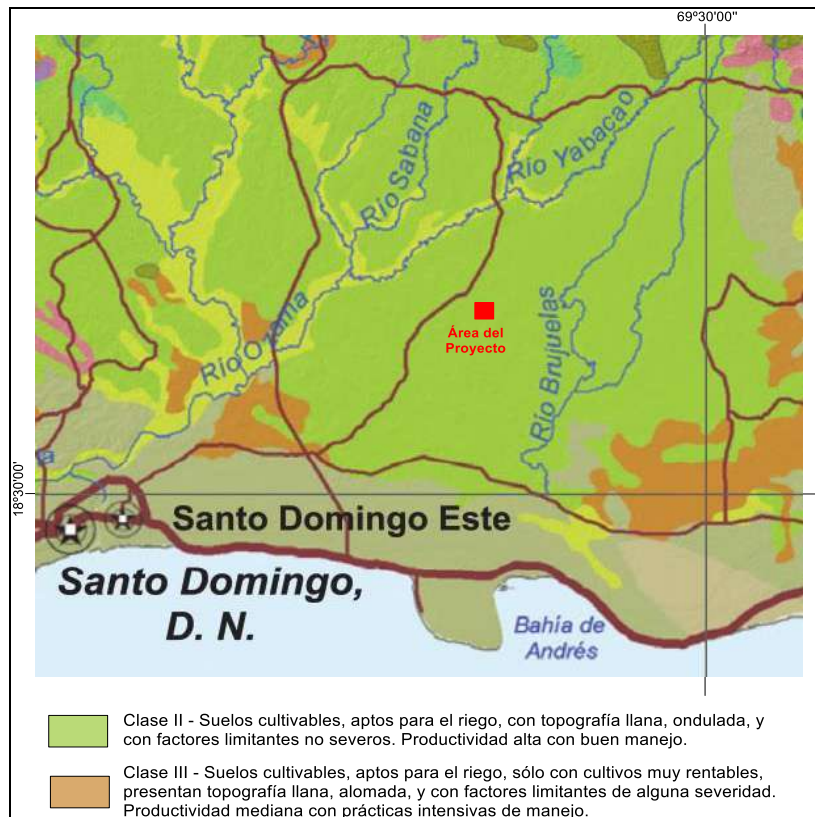 69º30'00"
Río Sabana
Río Yabacao
Área del
Proyecto
Río Ozama
Río Brujuelas
18º30'00'
Santo Domingo Este
Santo Domingo,
D. N.
Bahía de
Andrés
Clase II - Suelos cultivables, aptos para el riego, con topografía llana, ondulada, y
con factores limitantes no severos. Productividad alta con buen manejo.
Clase III - Suelos cultivables, aptos para el riego, sólo con cultivos muy rentables,
presentan topografía llana, alomada, y con factores limitantes de alguna severidad.
Productividad mediana con prácticas intensivas de manejo.